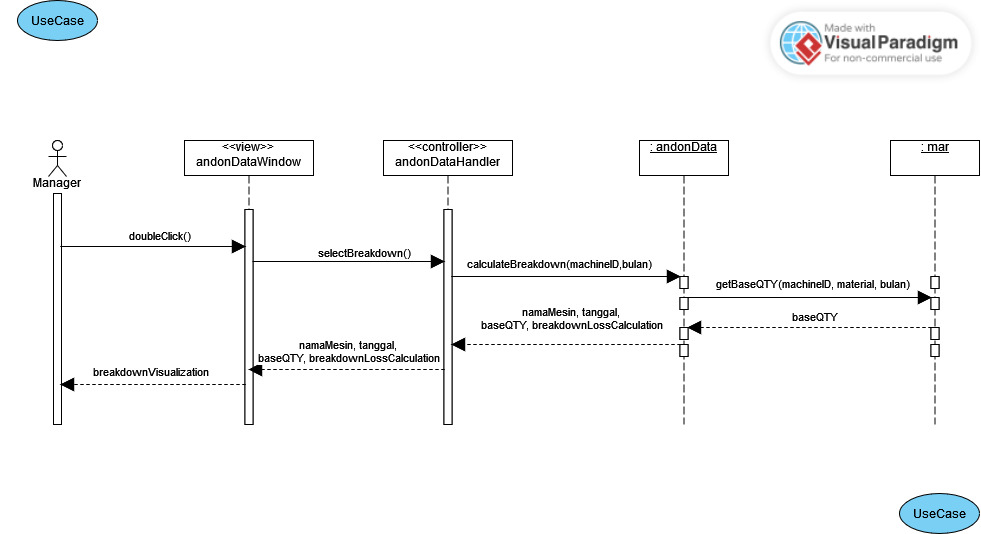 UseCase
Made with
Visual Paradigm
For non-commercial use
Manager
<<view>>
andonDataWindow
<<controller>>
andonDataHandler
: andonData
: mar
doubleClick()
selectBreakdown()
calculateBreakdown(machineID,bulan)
getBaseQTY(machineID, material, bulan)
baseQTY
namaMesin, tanggal,
baseQTY, breakdownLossCalculation
namaMesin, tanggal,
baseQTY, breakdownLossCalculation
breakdownVisualization
UseCase